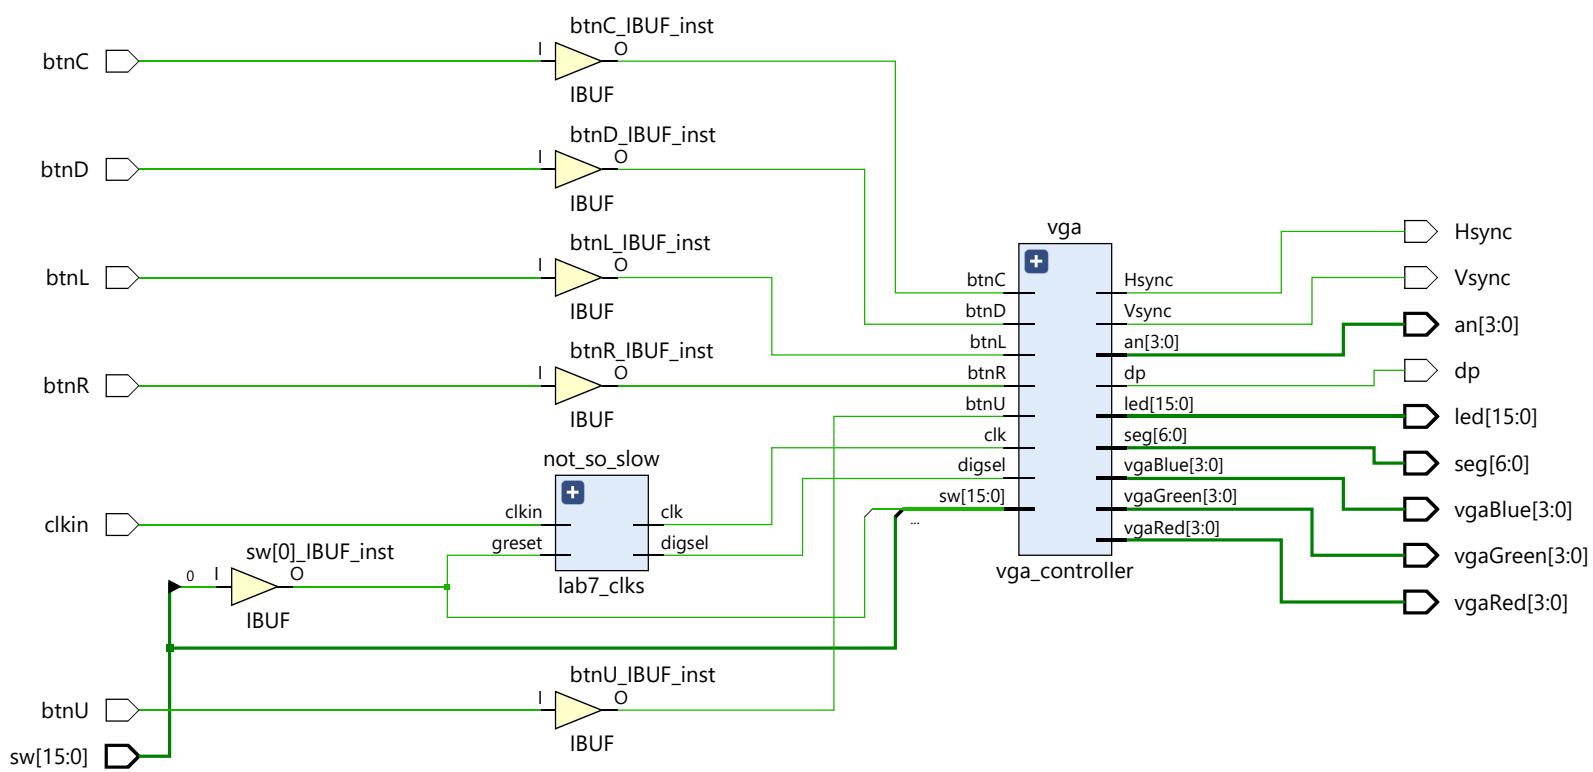 btnC_IBUF_inst
btnC
I
O
IBUF
btnD_IBUF_inst
btnD
I
O
IBUF
btnL_IBUF_inst
btnL
I
O
IBUF
btnR_IBUF_inst
btnR
I
O
IBUF
not_so_slow
clkin
clkin
clk
greset
digsel
lab7_clks
sw[0]_IBUF_inst
0
I
O
IBUF
btnU_IBUF_inst
btnU
I
O
IBUF
sw[15:0]
vga
btnC
btnD
btnL
btnR
btnU
clk
digsel
sw[15:0]
...
Hsync
Vsync
an[3:0]
dp
led[15:0]
seg[6:0]
vgaBlue[3:0]
vgaGreen[3:0]
vgaRed[3:0]
vga_controller
Hsync
Vsync
an[3:0]
dp
led[15:0]
seg[6:0]
vgaBlue[3:0]
vgaGreen[3:0]
vgaRed[3:0]